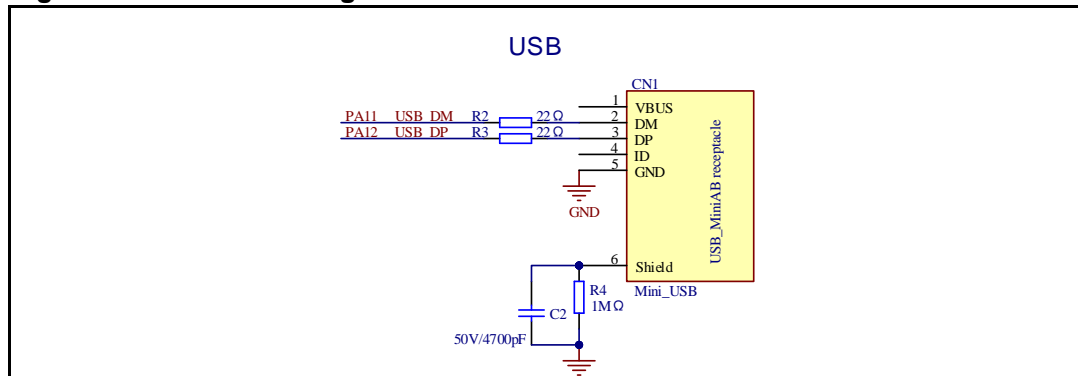 USB
CN1
1 VBUS
PA11 USB_DM R2 22Ω 2 DM
PA12 USB_DP R3 22Ω 3 DP
4 ID
5 GND
GND
USB_MiniAB receptacle
6 Shield
Mini_USB
R4
1MΩ
C2
50V/4700pF